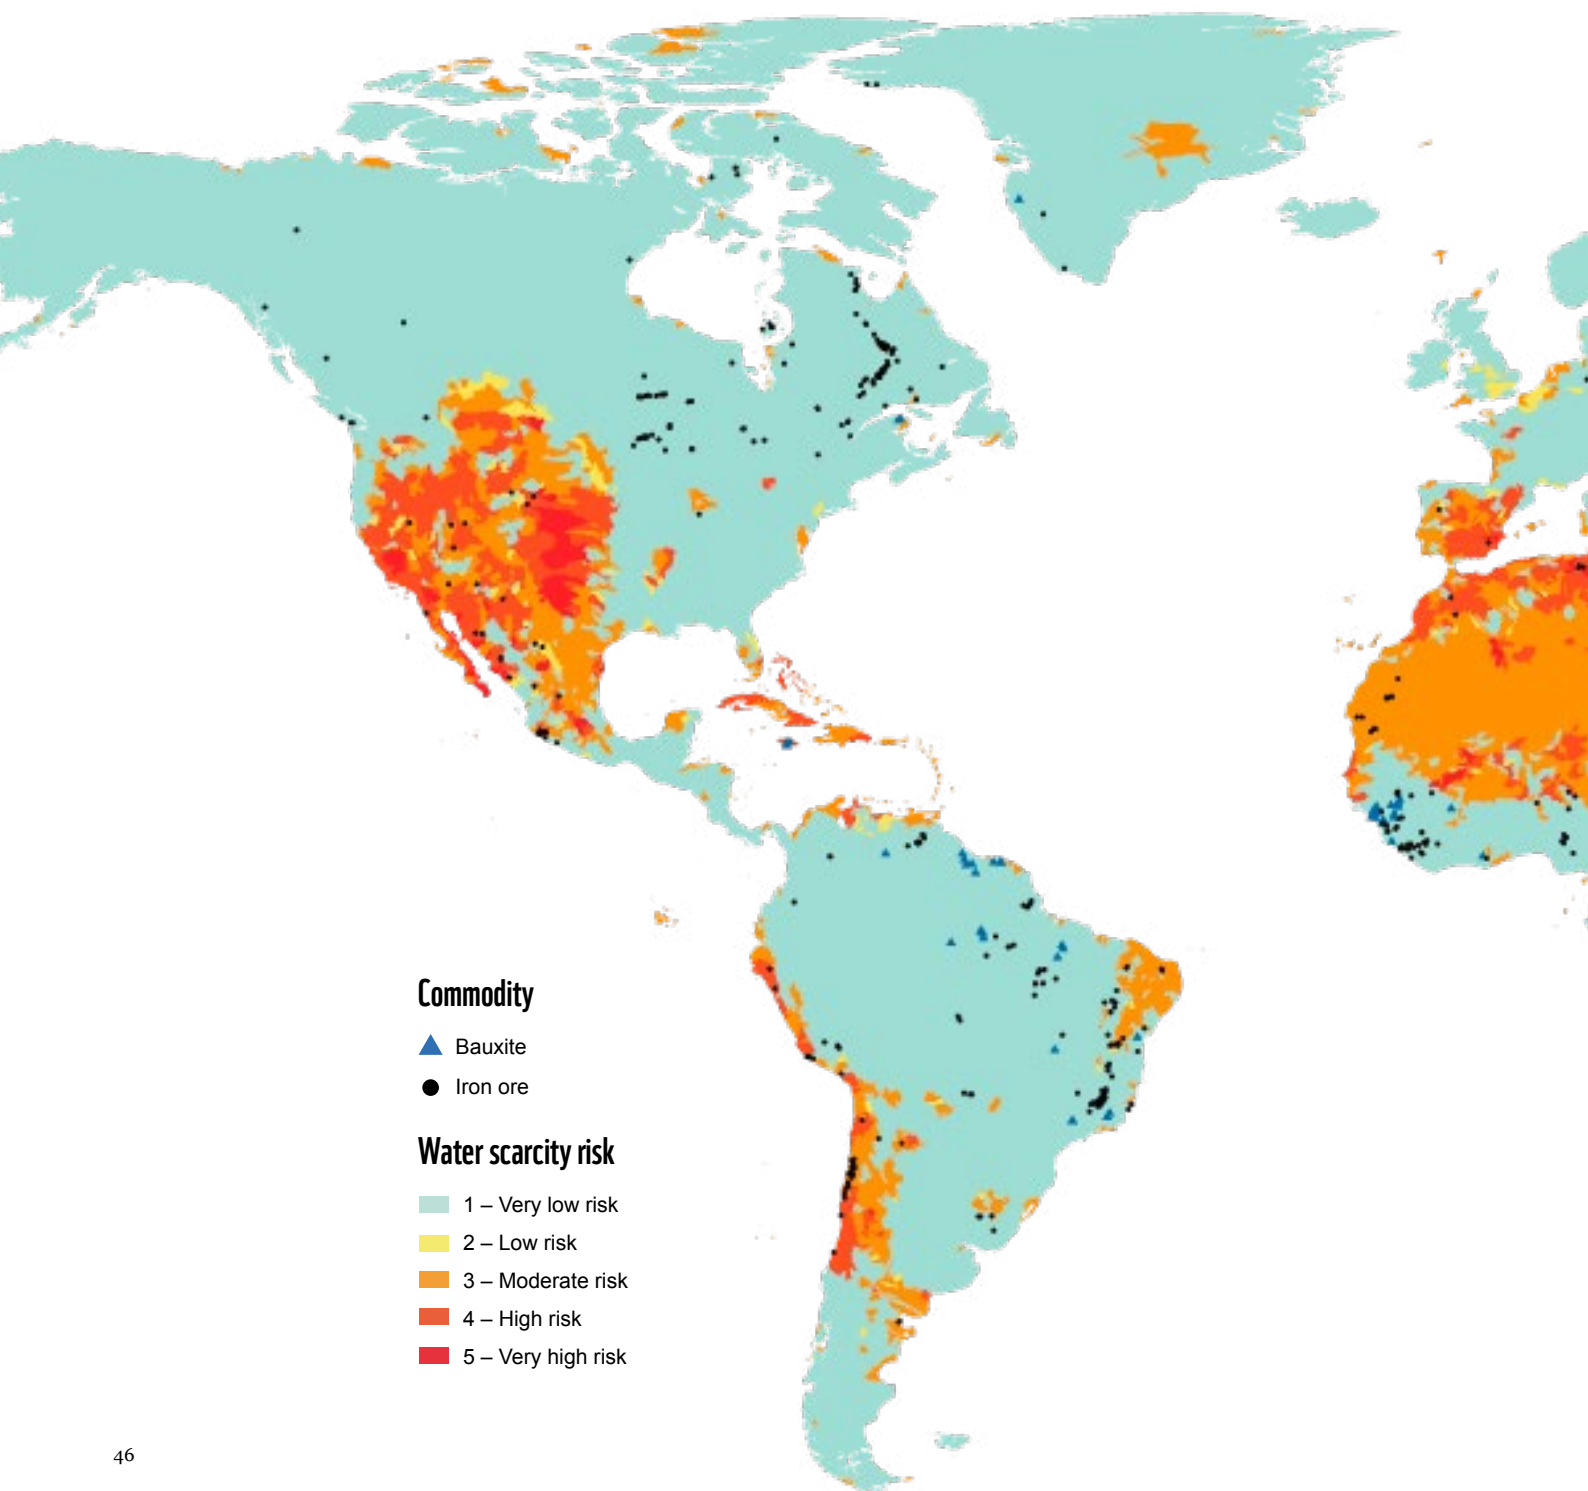 Commodity
Bauxite
Iron ore
Water scarcity risk
1 – Very low risk
2 – Low risk
3 – Moderate risk
4 – High risk
5 – Very high risk
46